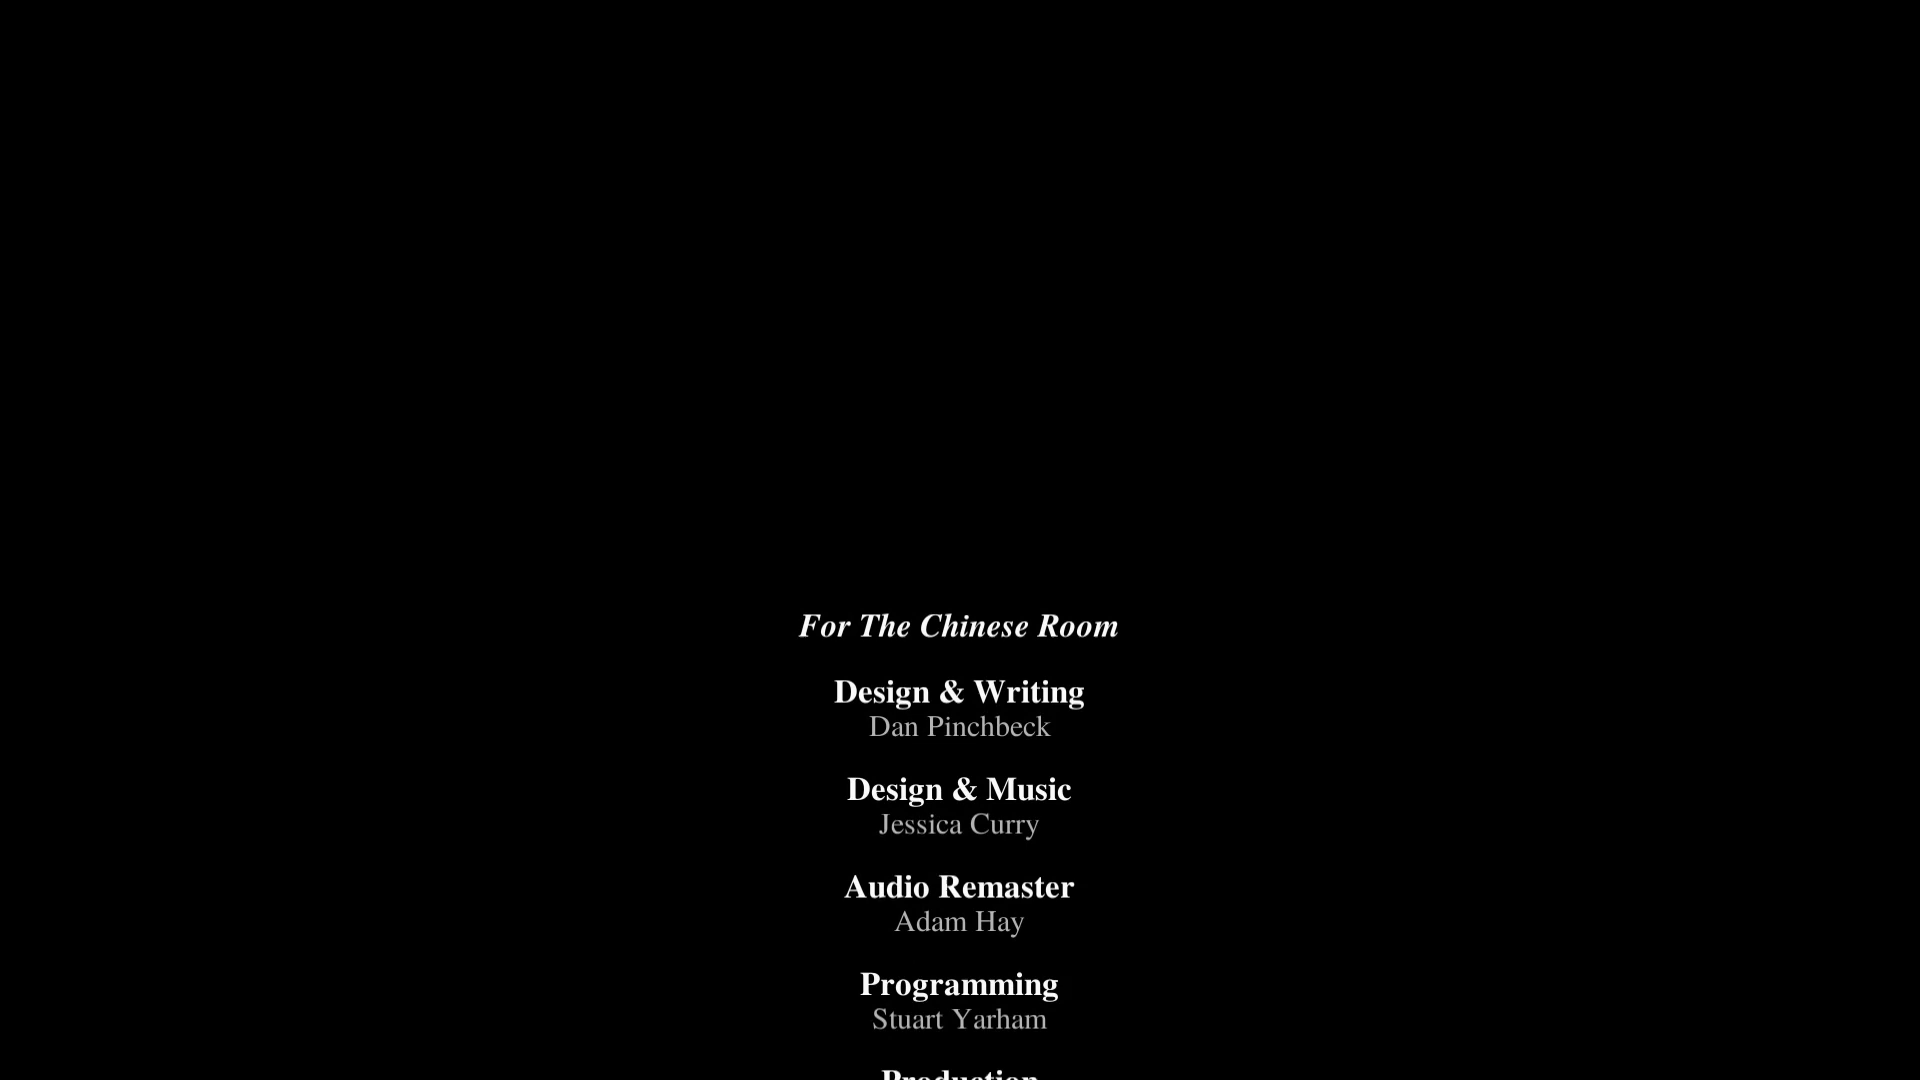 For The Chinese Room
Design & Writing
Dan Pinchbeck
Design & Music
Jessica Curry
Audio Remaster
Adam Hay
Programming
Stuart Yarham
Production